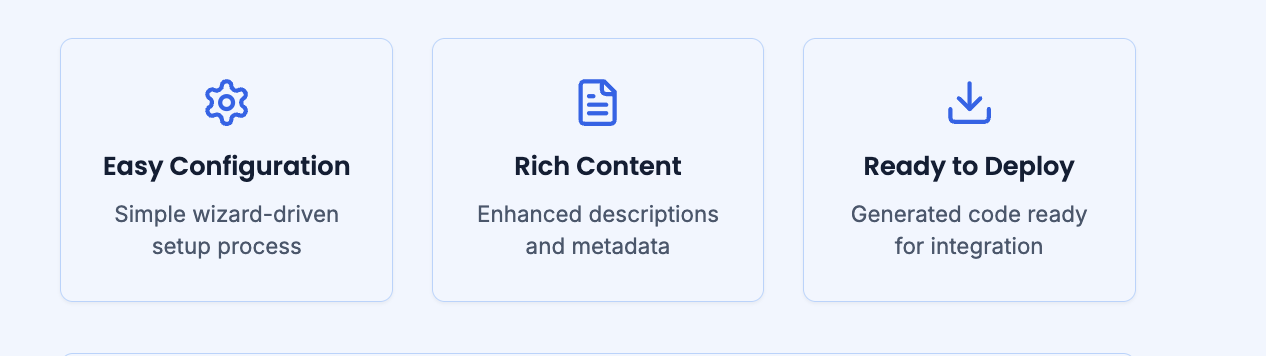 Easy Configuration
Simple wizard-driven
setup process
Rich Content
Enhanced descriptions
and metadata
Ready to Deploy
Generated code ready
for integration